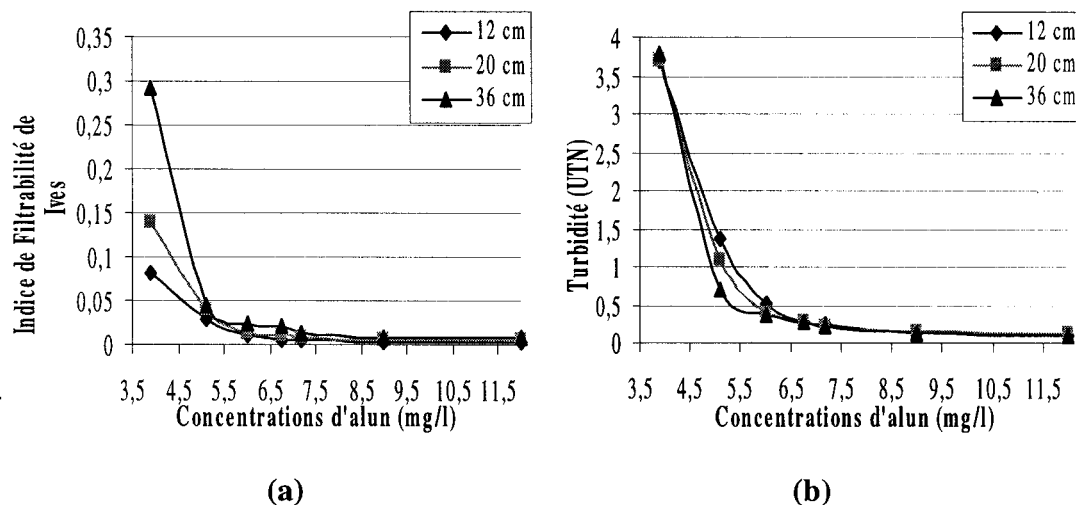 12 cm
20 cm
36 cm
0,35
0,3
0,25
0,2
0,15
0,1
0,05
0
Indice de Filtrabilité de
Ives
3,5 4,5 5,5 6,5 7,5 8,5 9,5 10,5 11,5
Concentrations d'alun (mg/l)
(a)
12 cm
20 cm
36 cm
4
3,5
3
2,5
2
1,5
1
0,5
0
Turbidité (UTN)
3,5 4,5 5,5 6,5 7,5 8,5 9,5 10,5 11,5
Concentrations d'alun (mg/l)
(b)